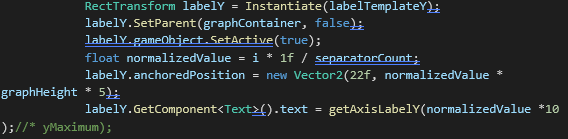 RectTransform labelY = Instantiate(labelTemplateY);
labelY.SetParent(graphContainer, false);
labelY.gameObject.SetActive(true);
float normalizedValue = i * 1f / separatorCount;
labelY.anchoredPosition = new Vector2(22f, normalizedValue *
graphHeight * 5);
labelY.GetComponent<Text>().text = getAxisLabelY(normalizedValue *10
);//* yMaximum);